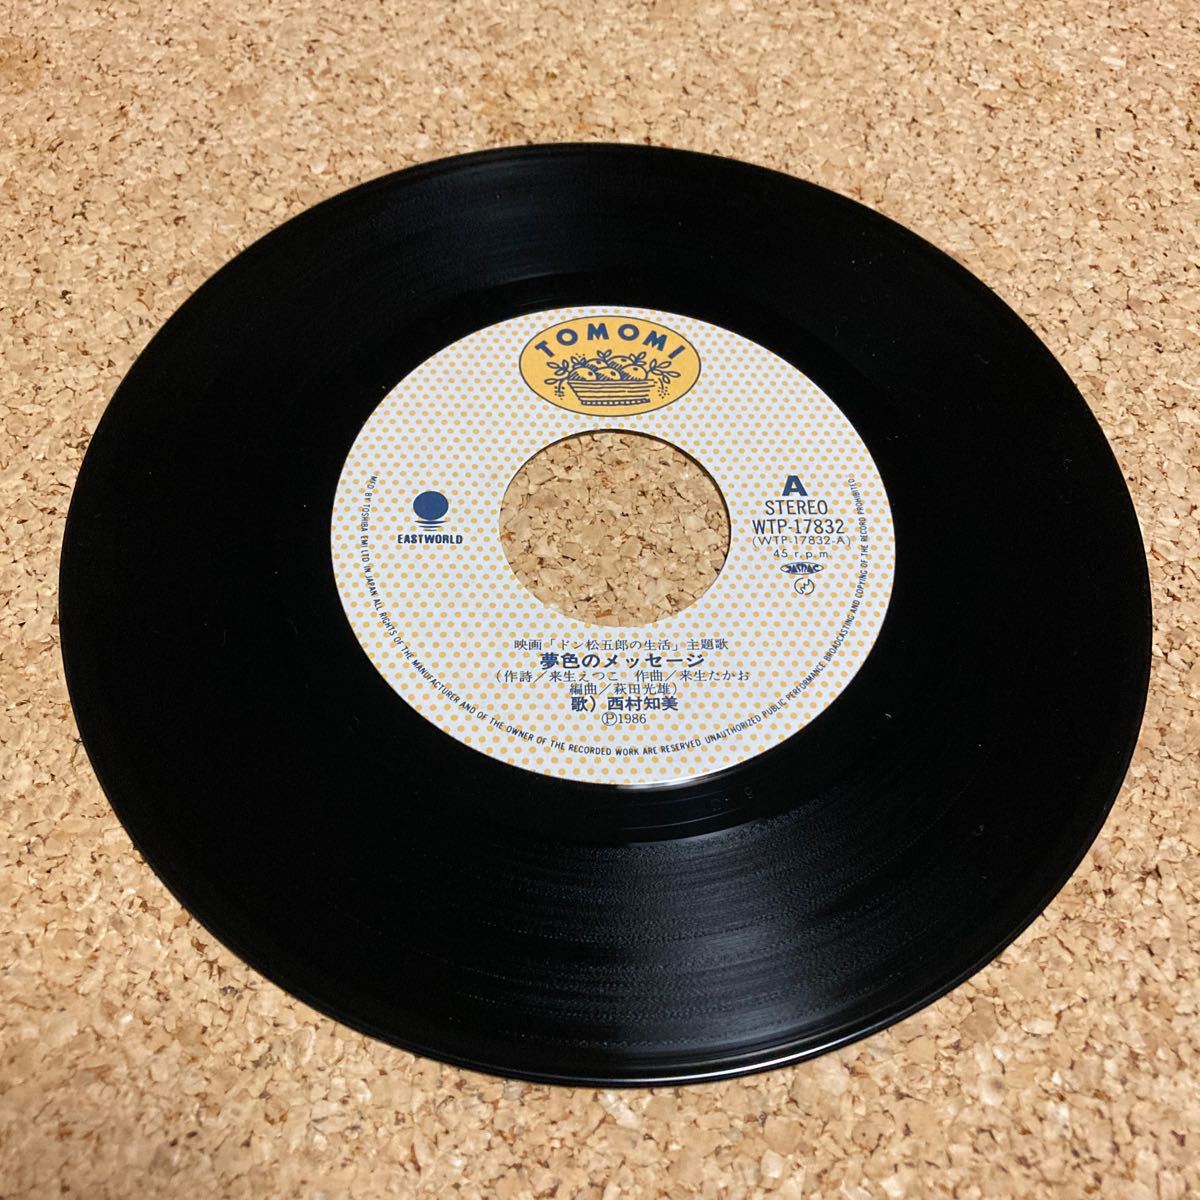 TOMOMI
EASTWORLD
A
STEREO
WTP-17832
(WTP-17832-A)
45 r.p.m.
JASRAC
映画「ドン松五郎の生活」主題歌
夢色のメッセージ
(作詩／来生えつこ 作曲／来生たかお
編曲／萩田光雄)
歌）西村知美
Ⓟ1986
MFD BY TOSHIBA EMI LTD IN JAPAN ALL RIGHTS OF THE MANUFACTURER AND OF THE OWNER OF THE RECORDED WORK ARE RESERVED UNAUTHORIZED PUBLIC PERFORMANCE BROADCASTING AND COPYING OF THE RECORD PROHIBITED